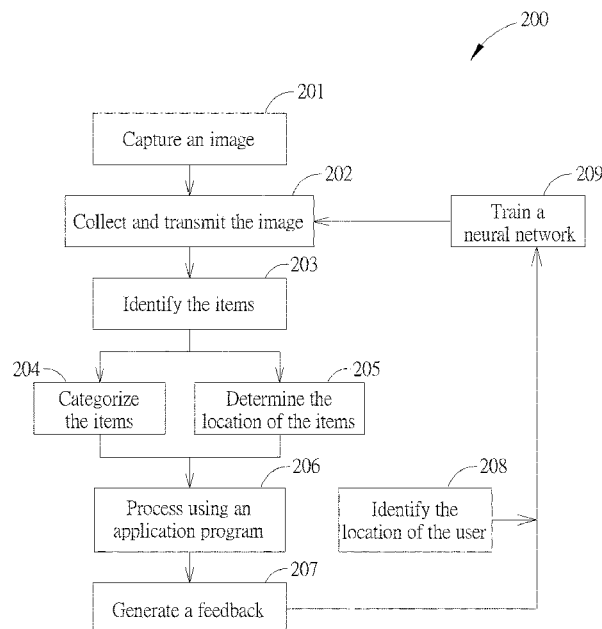 200
201
Capture an image
202
Collect and transmit the image
209
Train a
neural network
203
Identify the items
204
Categorize
the items
205
Determine the
location of the items
206
Process using an
application program
208
Identify the
location of the user
207
Generate a feedback